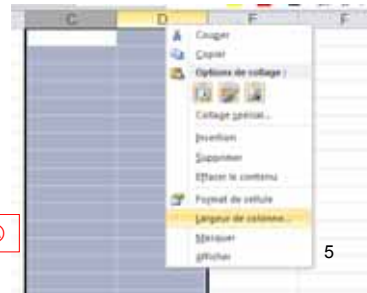 C D E F
Couper
Copier
Options de collage :
Collage spécial...
Insertion
Supprimer
Effacer le contenu
Format de cellule
Largeur de colonne...
Masquer
Afficher
5